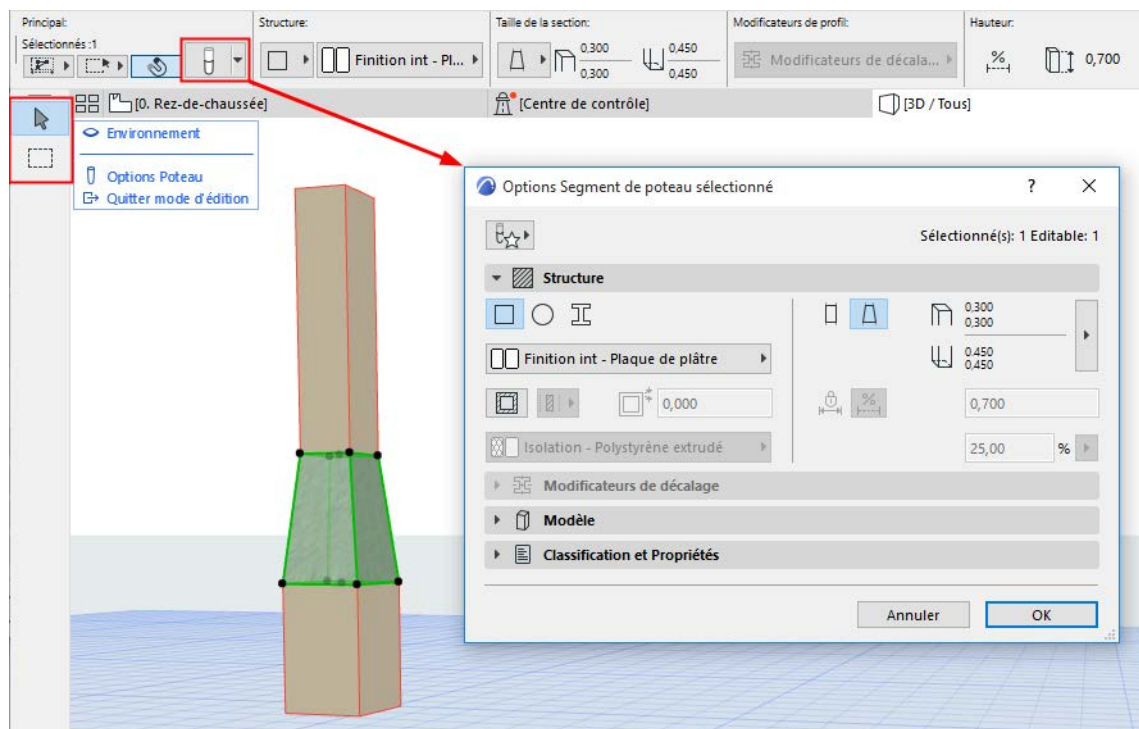 Principal:
Structure:
Taille de la section:
Modificateurs de profil:
Hauteur:
Sélectionnés :1
Finition int - Pl...
0,300
0,300
0,450
0,450
Modificateurs de décala...
%
0,700
[0. Rez-de-chaussée]
[Centre de contrôle]
[3D / Tous]
Environnement
Options Poteau
Quitter mode d'édition
Options Segment de poteau sélectionné
?
Sélectionné(s): 1 Editable: 1
Structure
0,300
0,300
Finition int - Plaque de plâtre
0,450
0,450
0,000
%
0,700
Isolation - Polystyrène extrudé
25,00
%
Modificateurs de décalage
Modèle
Classification et Propriétés
Annuler
OK